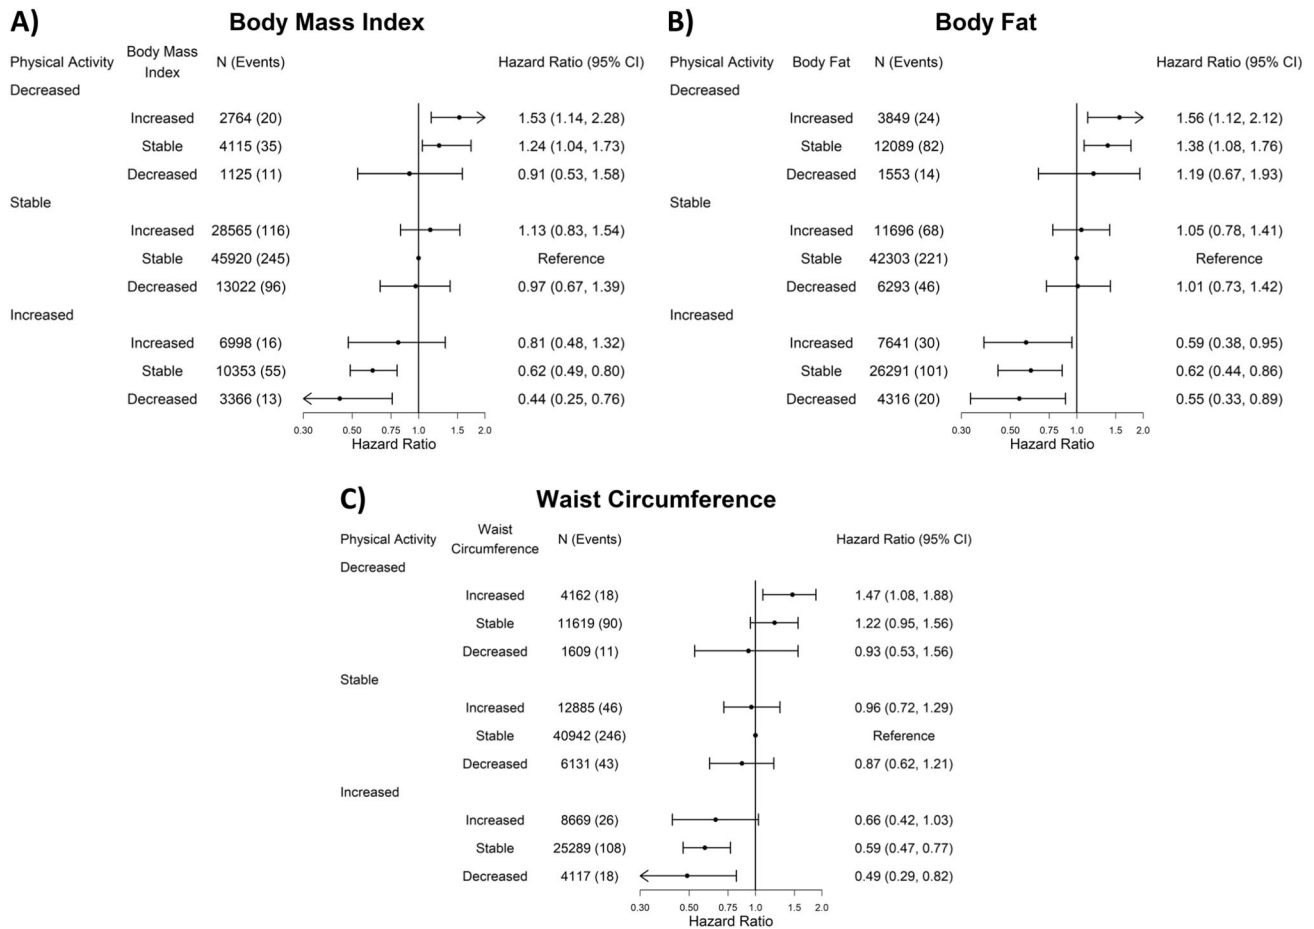 A) Body Mass Index
Physical Activity Body Mass Index N (Events) Hazard Ratio (95% CI)
Decreased
Increased 2764 (20) 1.53 (1.14, 2.28)
Stable 4115 (35) 1.24 (1.04, 1.73)
Decreased 1125 (11) 0.91 (0.53, 1.58)
Stable
Increased 28565 (116) 1.13 (0.83, 1.54)
Stable 45920 (245) Reference
Decreased 13022 (96) 0.97 (0.67, 1.39)
Increased
Increased 6998 (16) 0.81 (0.48, 1.32)
Stable 10353 (55) 0.62 (0.49, 0.80)
Decreased 3366 (13) 0.44 (0.25, 0.76)
0.30 0.50 0.75 1.0 1.5 2.0
Hazard Ratio
B) Body Fat
Physical Activity Body Fat N (Events) Hazard Ratio (95% CI)
Decreased
Increased 3849 (24) 1.56 (1.12, 2.12)
Stable 12089 (82) 1.38 (1.08, 1.76)
Decreased 1553 (14) 1.19 (0.67, 1.93)
Stable
Increased 11696 (68) 1.05 (0.78, 1.41)
Stable 42303 (221) Reference
Decreased 6293 (46) 1.01 (0.73, 1.42)
Increased
Increased 7641 (30) 0.59 (0.38, 0.95)
Stable 26291 (101) 0.62 (0.44, 0.86)
Decreased 4316 (20) 0.55 (0.33, 0.89)
0.30 0.50 0.75 1.0 1.5 2.0
Hazard Ratio
C) Waist Circumference
Physical Activity Waist Circumference N (Events) Hazard Ratio (95% CI)
Decreased
Increased 4162 (18) 1.47 (1.08, 1.88)
Stable 11619 (90) 1.22 (0.95, 1.56)
Decreased 1609 (11) 0.93 (0.53, 1.56)
Stable
Increased 12885 (46) 0.96 (0.72, 1.29)
Stable 40942 (246) Reference
Decreased 6131 (43) 0.87 (0.62, 1.21)
Increased
Increased 8669 (26) 0.66 (0.42, 1.03)
Stable 25289 (108) 0.59 (0.47, 0.77)
Decreased 4117 (18) 0.49 (0.29, 0.82)
0.30 0.50 0.75 1.0 1.5 2.0
Hazard Ratio